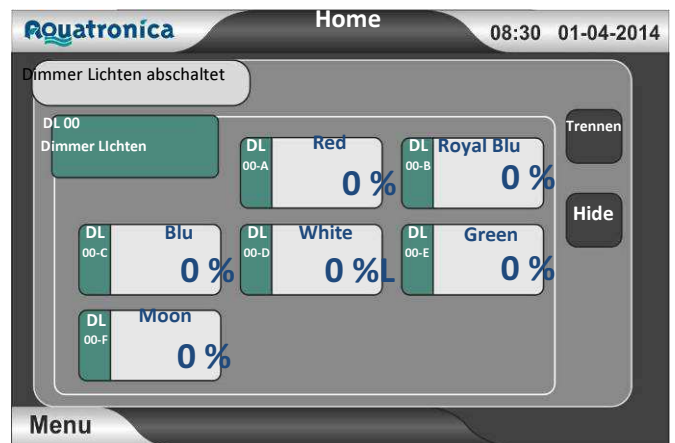 Aquatronica Home 08:30 01-04-2014
Dimmer Lichten abschaltet
DL 00
Dimmer LIchten
Trennen
DL 00-A Red 0 %
DL 00-B Royal Blu 0 %
Hide
DL 00-C Blu 0 %
DL 00-D White 0 %L
DL 00-E Green 0 %
DL 00-F Moon 0 %
Menu